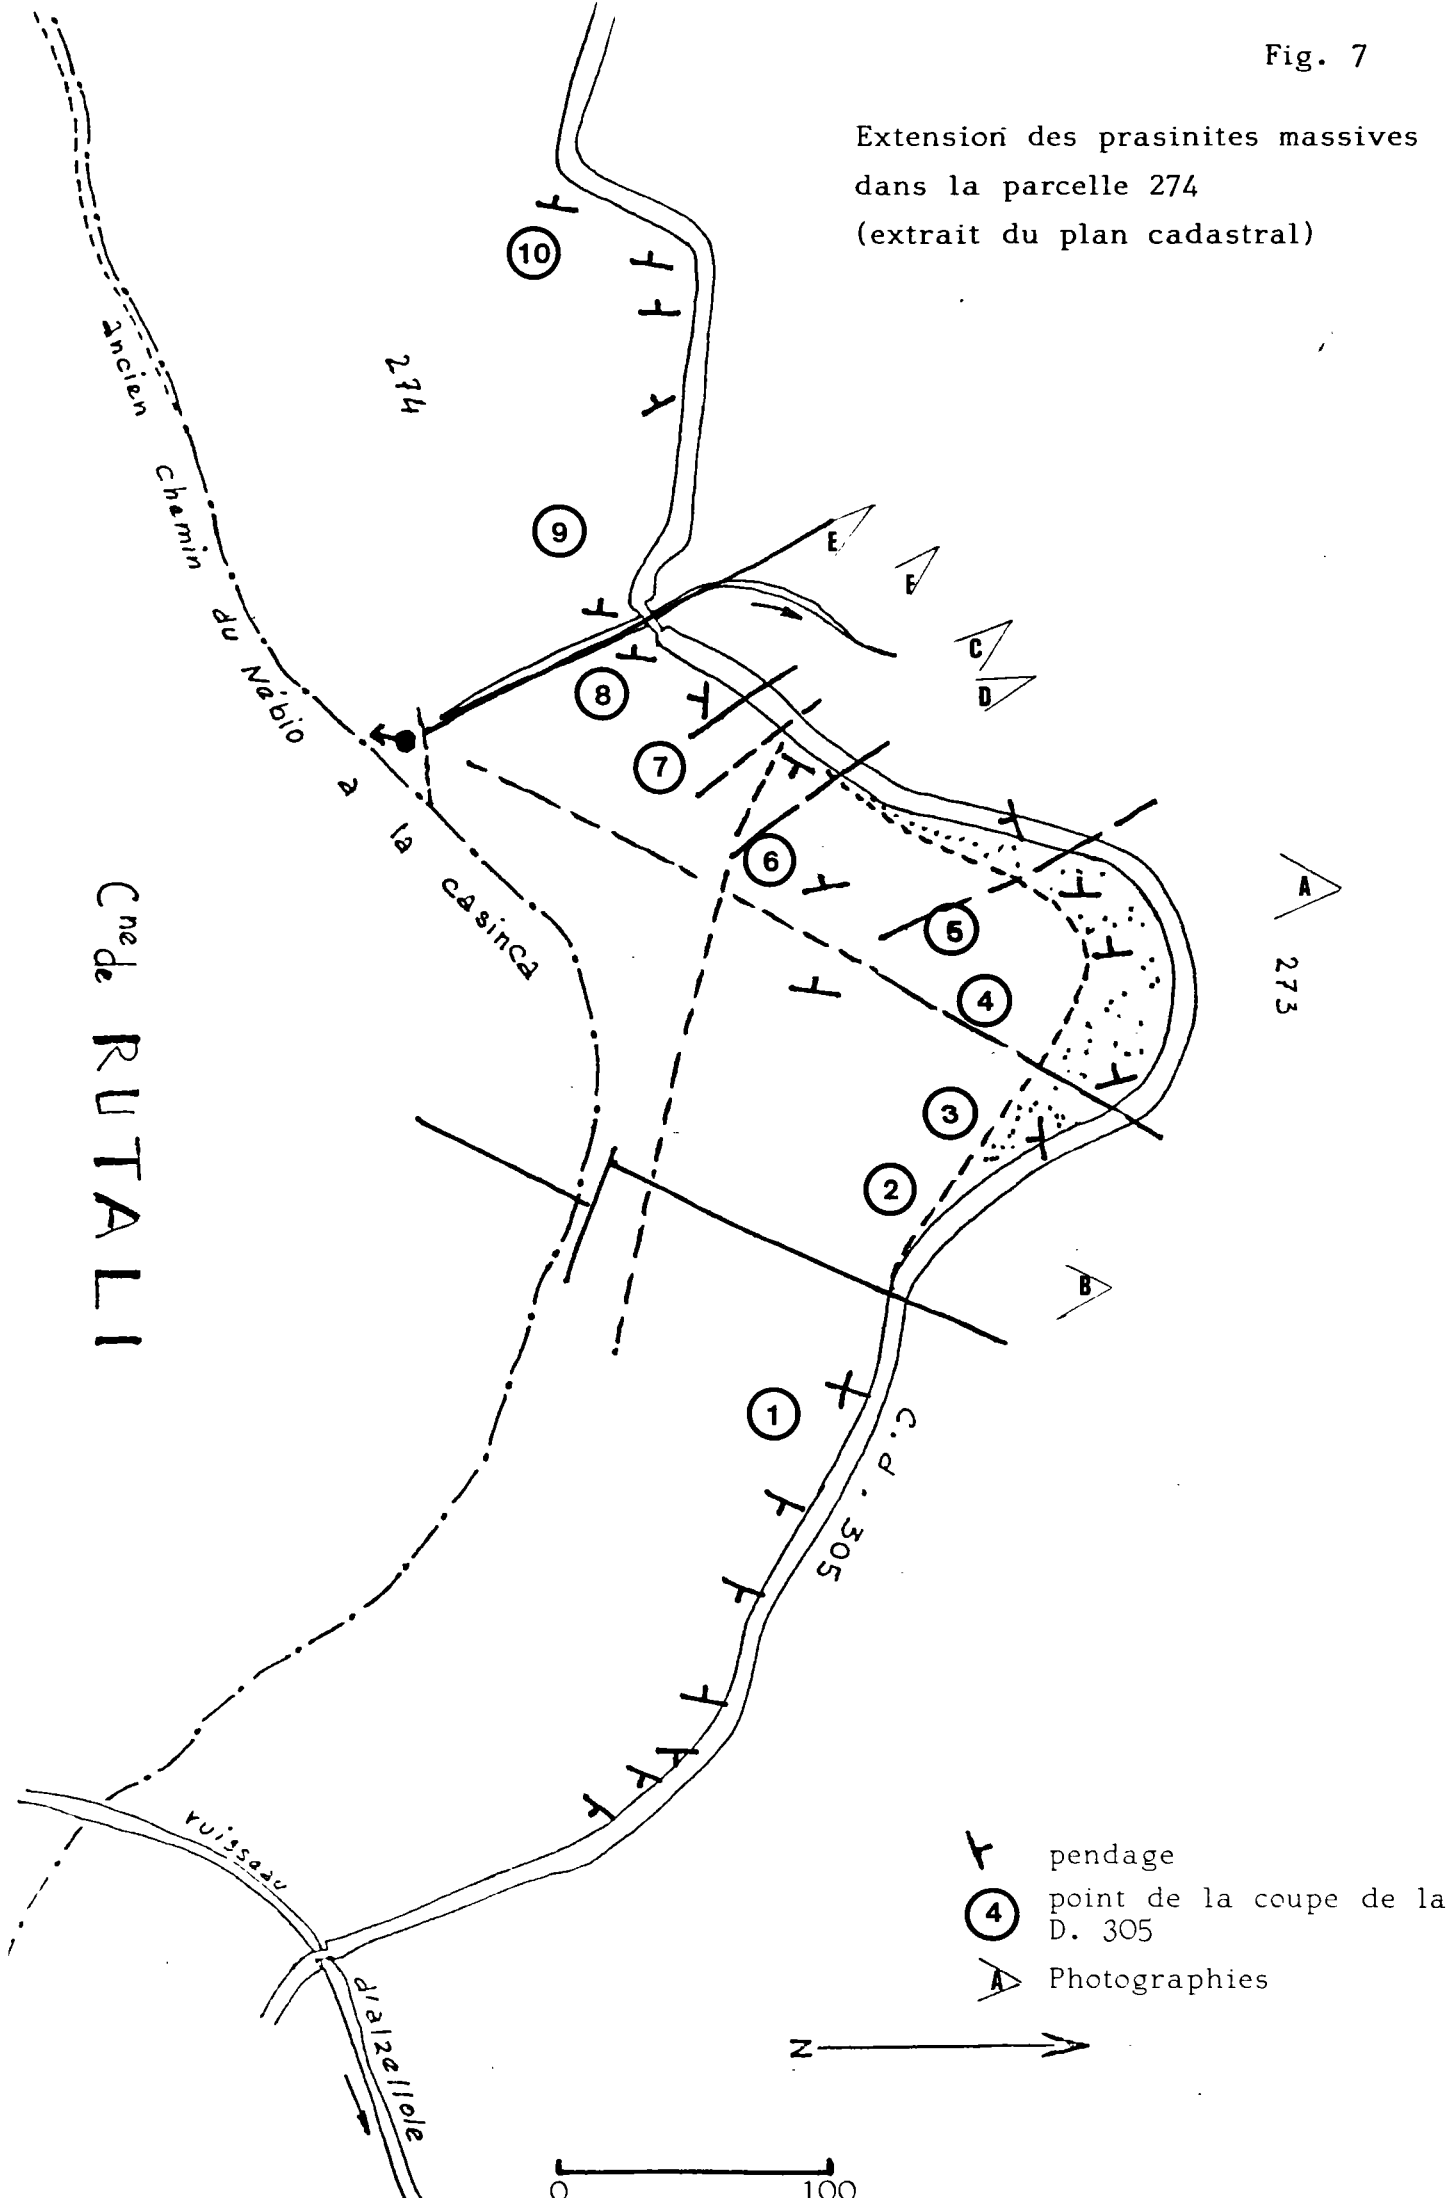 Fig. 7
Extension des prasinites massives
dans la parcelle 274
(extrait du plan cadastral)
10
274
ancien chemin du Nébio a la casinca
9
E
E
C
D
8
7
6
A
5
273
4
3
2
B
Cne de RUTALI
1
C.d. 305
ruisseau d'alzellole
pendage
4 point de la coupe de la
D. 305
A Photographies
N
0 100